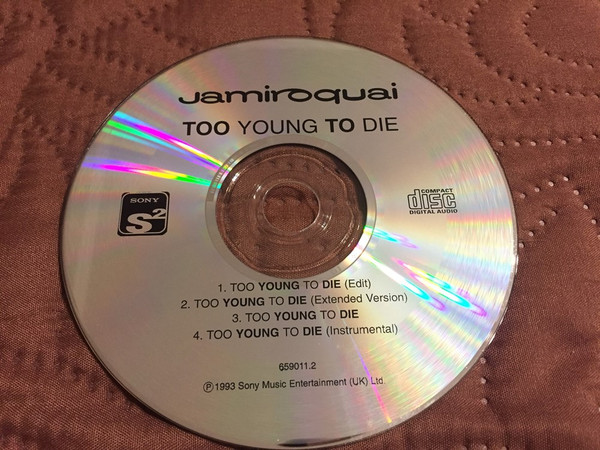 Jamiroquai
TOO YOUNG TO DIE
SONY
S²
COMPACT
disc
DIGITAL AUDIO
1. TOO YOUNG TO DIE (Edit)
2. TOO YOUNG TO DIE (Extended Version)
3. TOO YOUNG TO DIE
4. TOO YOUNG TO DIE (Instrumental)
659011.2
Ⓟ1993 Sony Music Entertainment (UK) Ltd.